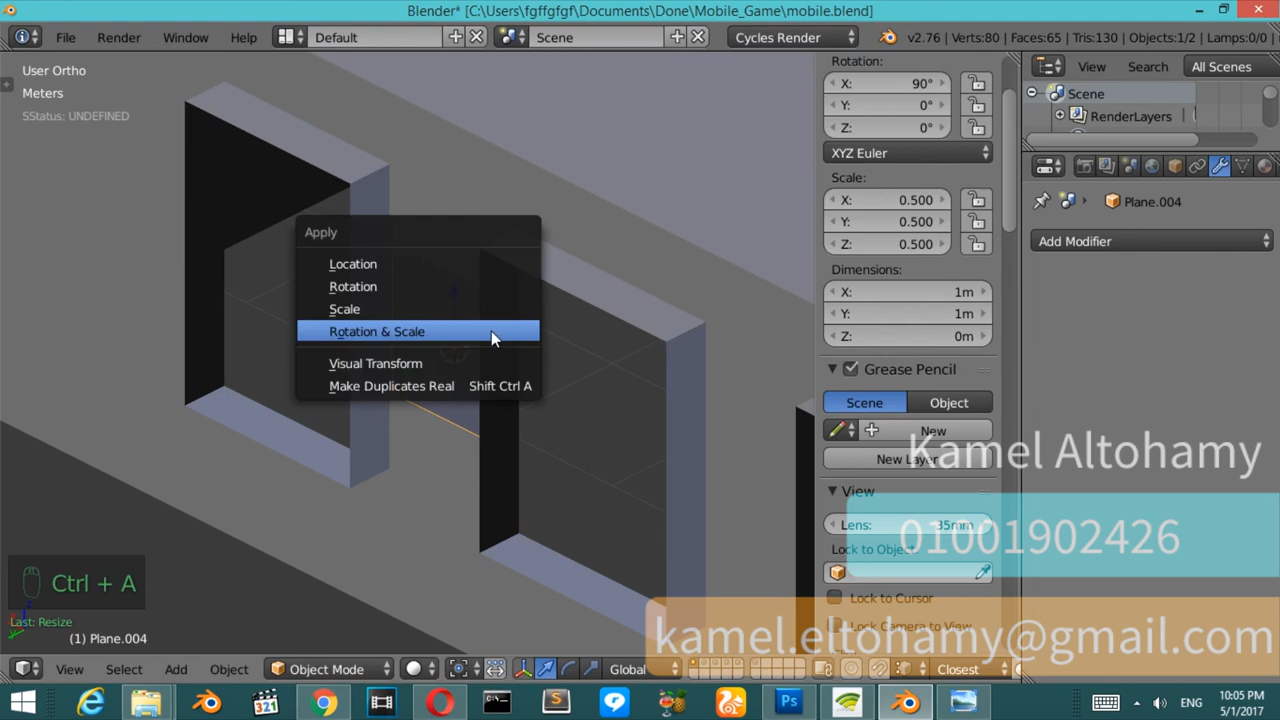 Blender* [C:\Users\fgffgfgf\Documents\Done\Mobile_Game\mobile.blend]
File Render Window Help Default Scene Cycles Render v2.76 | Verts:80 | Faces:65 | Tris:130 | Objects:1/2 | Lamps:0/0
User Ortho
Meters
SStatus: UNDEFINED
Apply
Location
Rotation
Scale
Rotation & Scale
Visual Transform
Make Duplicates Real Shift Ctrl A
Ctrl + A
Last: Resize
(1) Plane.004
Rotation:
X: 90°
Y: 0°
Z: 0°
XYZ Euler
Scale:
X: 0.500
Y: 0.500
Z: 0.500
Dimensions:
X: 1m
Y: 1m
Z: 0m
Grease Pencil
Scene Object
New
New Layer
View
Lens: 35mm
Lock to Object:
Lock to Cursor
Lock Camera to View
View Search All Scenes
Scene
RenderLayers
Plane.004
Add Modifier
Kamel Altohamy
01001902426
kamel.eltohamy@gmail.com
View Select Add Object Object Mode Global Closest
321
Ps
ENG
10:05 PM
5/1/2017